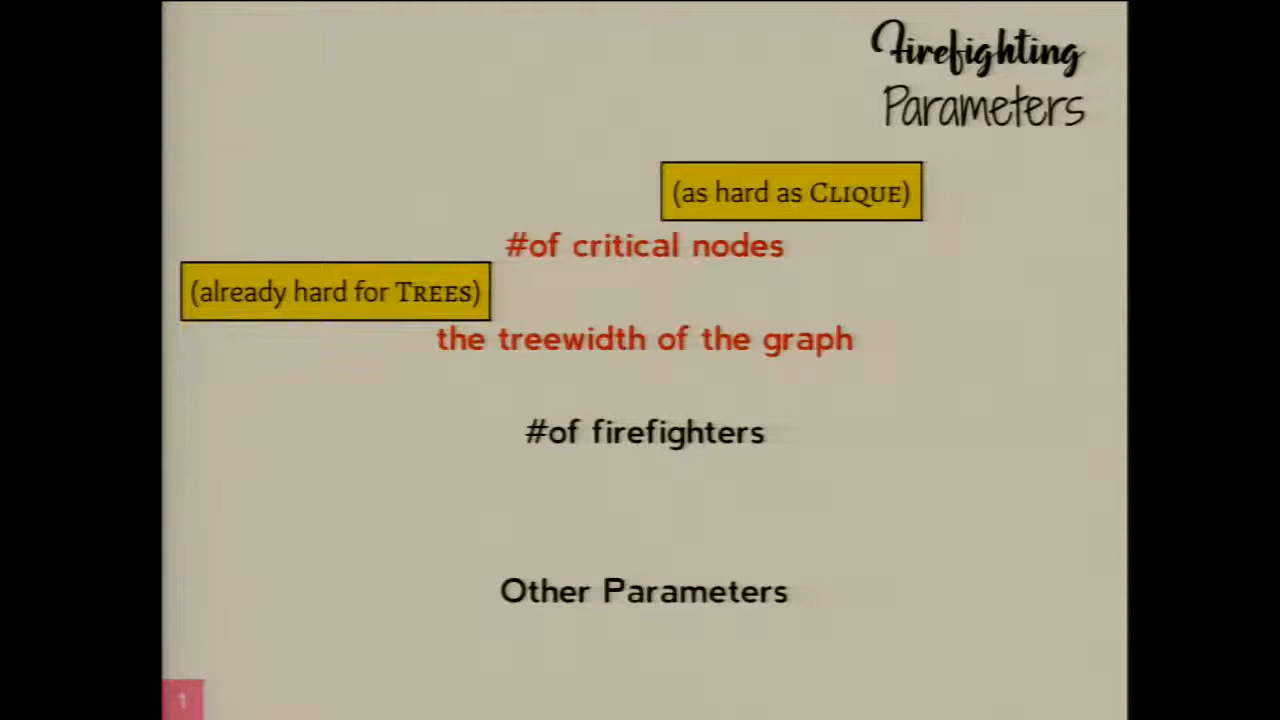 Firefighting
Parameters
(as hard as CLIQUE)
#of critical nodes
(already hard for TREES)
the treewidth of the graph
#of firefighters
Other Parameters
1